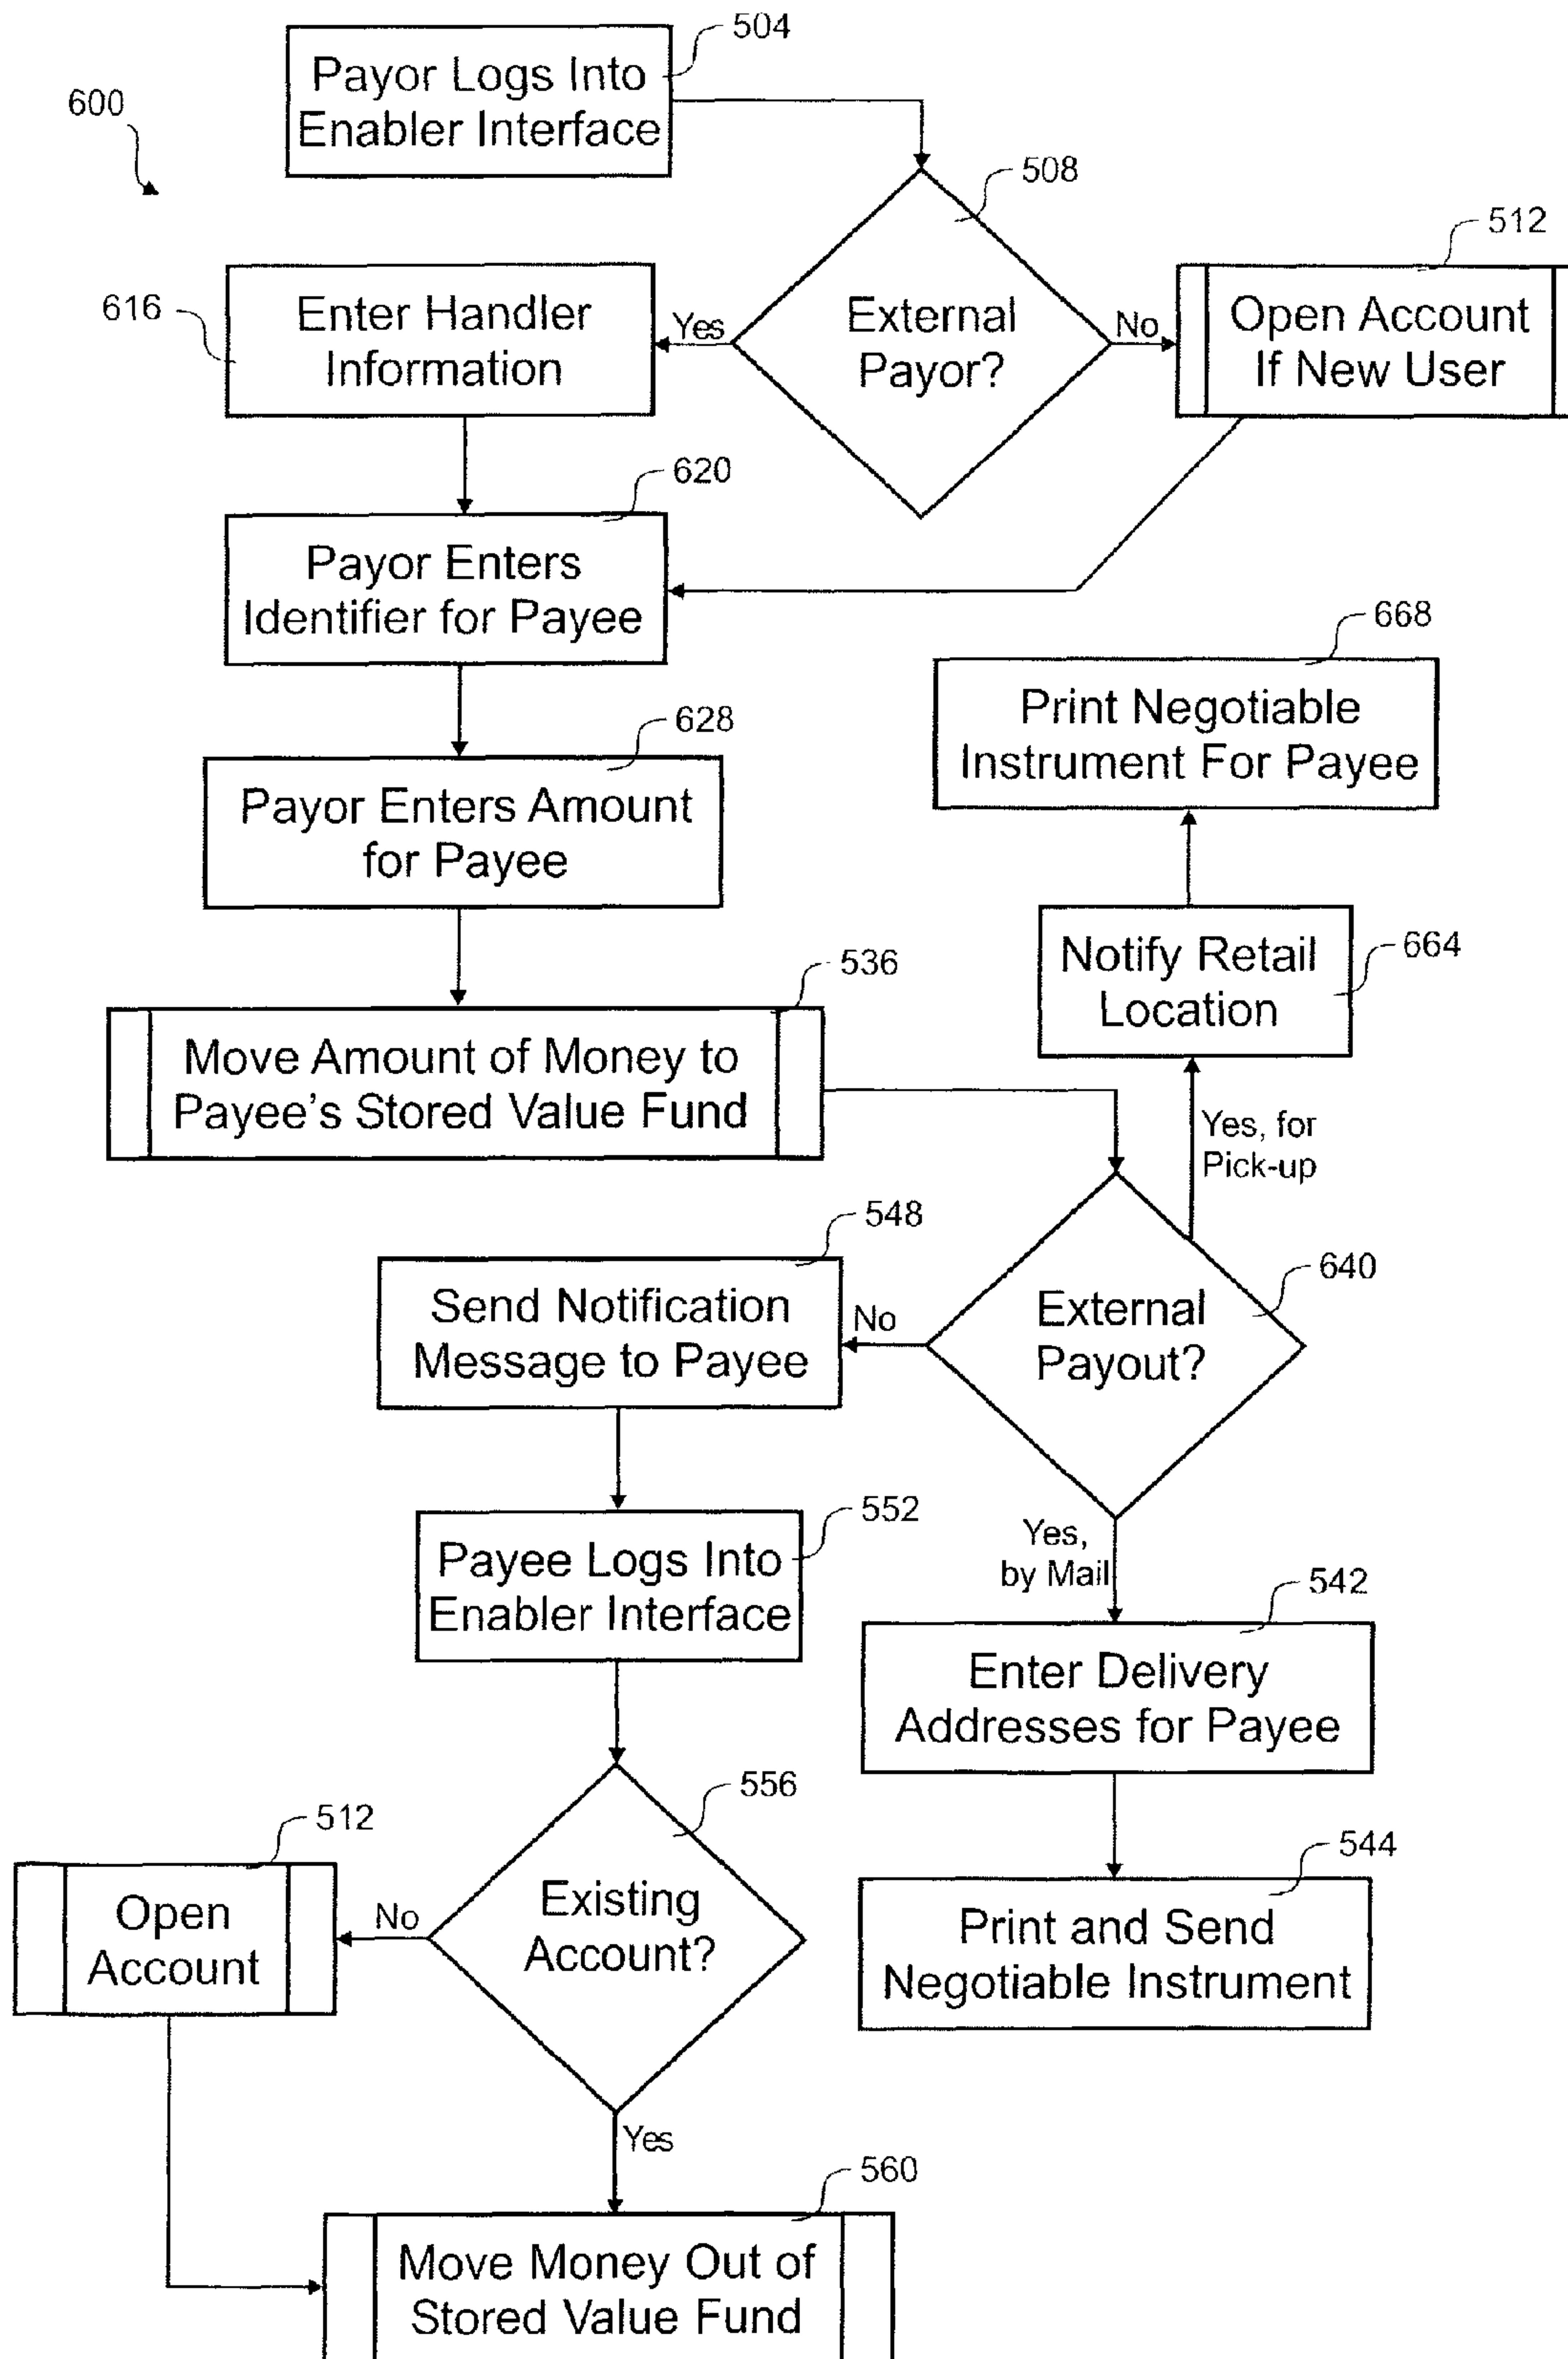 504
Payor Logs Into
Enabler Interface
600
508
512
616
Enter Handler
Information
Yes
External
Payor?
No
Open Account
If New User
620
Payor Enters
Identifier for Payee
668
Print Negotiable
Instrument For Payee
628
Payor Enters Amount
for Payee
664
Notify Retail
Location
536
Move Amount of Money to
Payee's Stored Value Fund
Yes, for
Pick-up
548
Send Notification
Message to Payee
No
640
External
Payout?
552
Payee Logs Into
Enabler Interface
Yes,
by Mail
542
Enter Delivery
Addresses for Payee
556
512
Open
Account
No
Existing
Account?
544
Print and Send
Negotiable Instrument
Yes
560
Move Money Out of
Stored Value Fund